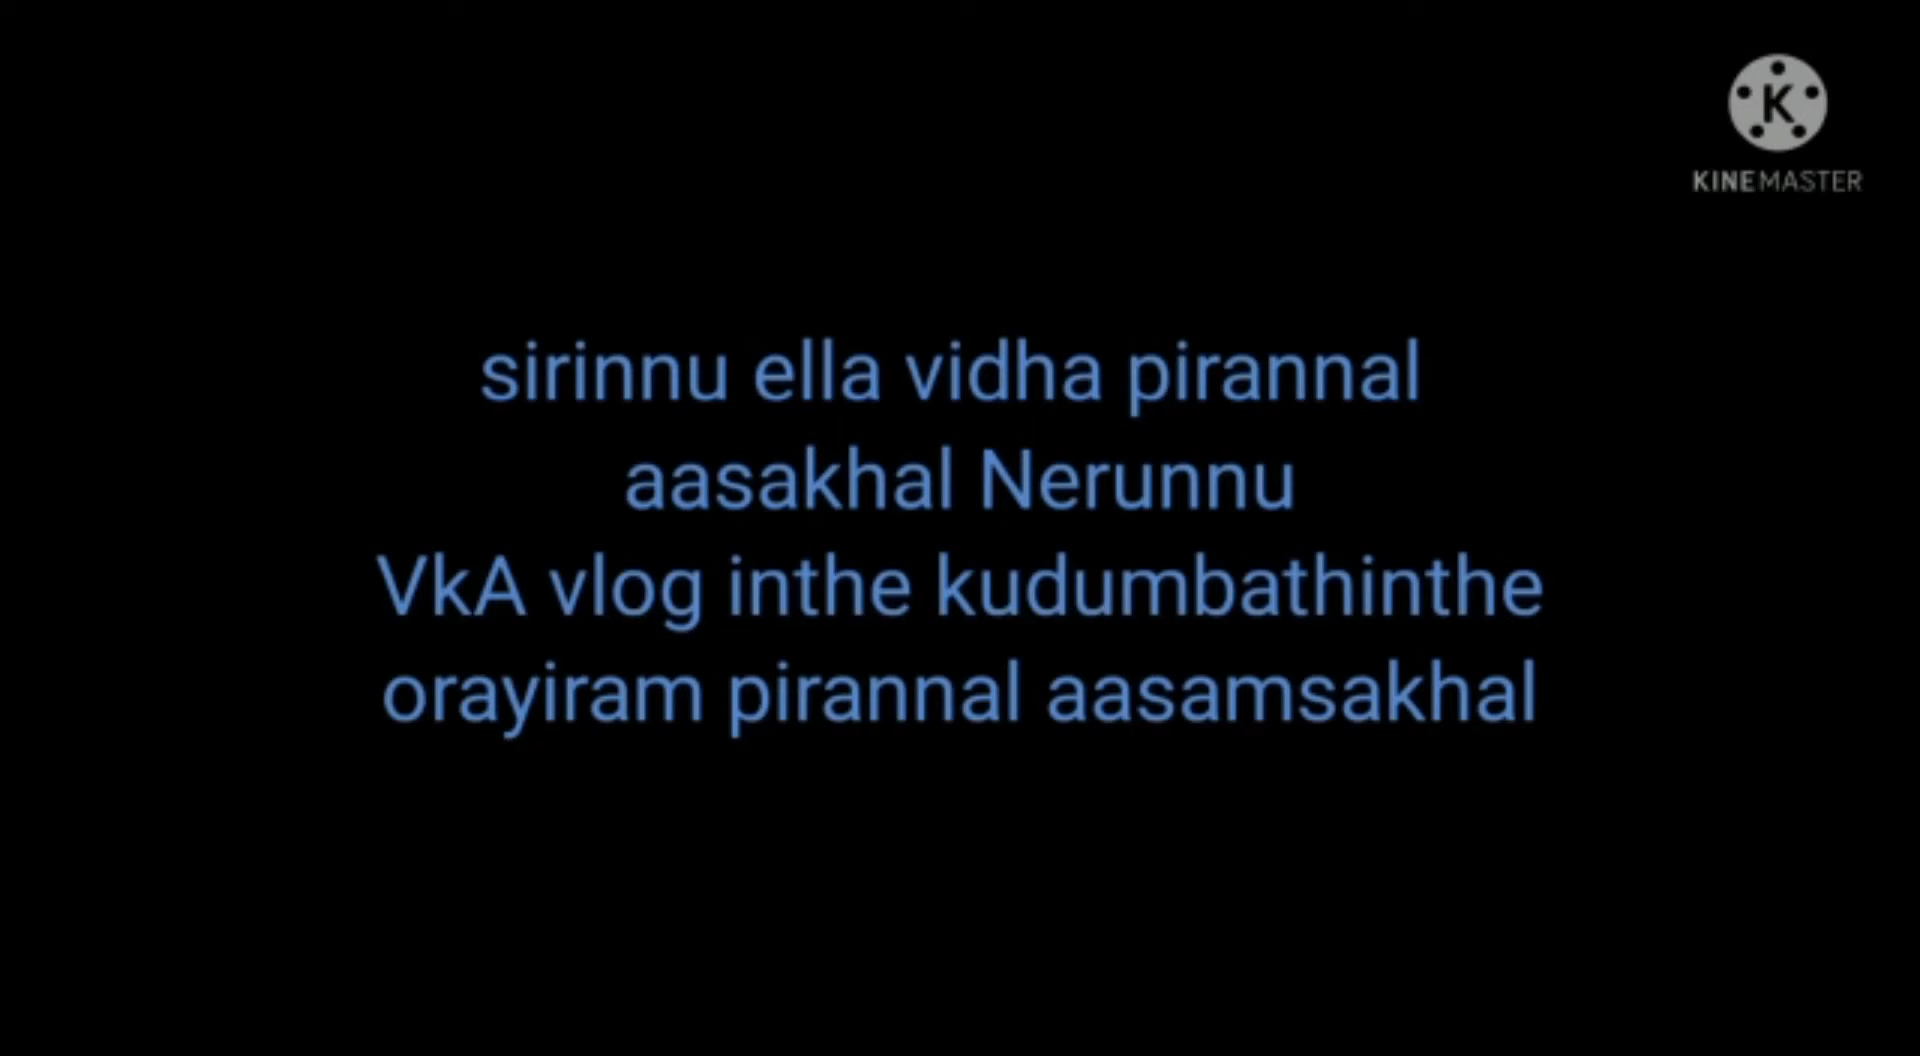 KINEMASTER
sirinnu ella vidha pirannal
aasakhal Nerunnu
VkA vlog inthe kudumbathinthe
orayiram pirannal aasamsakhal